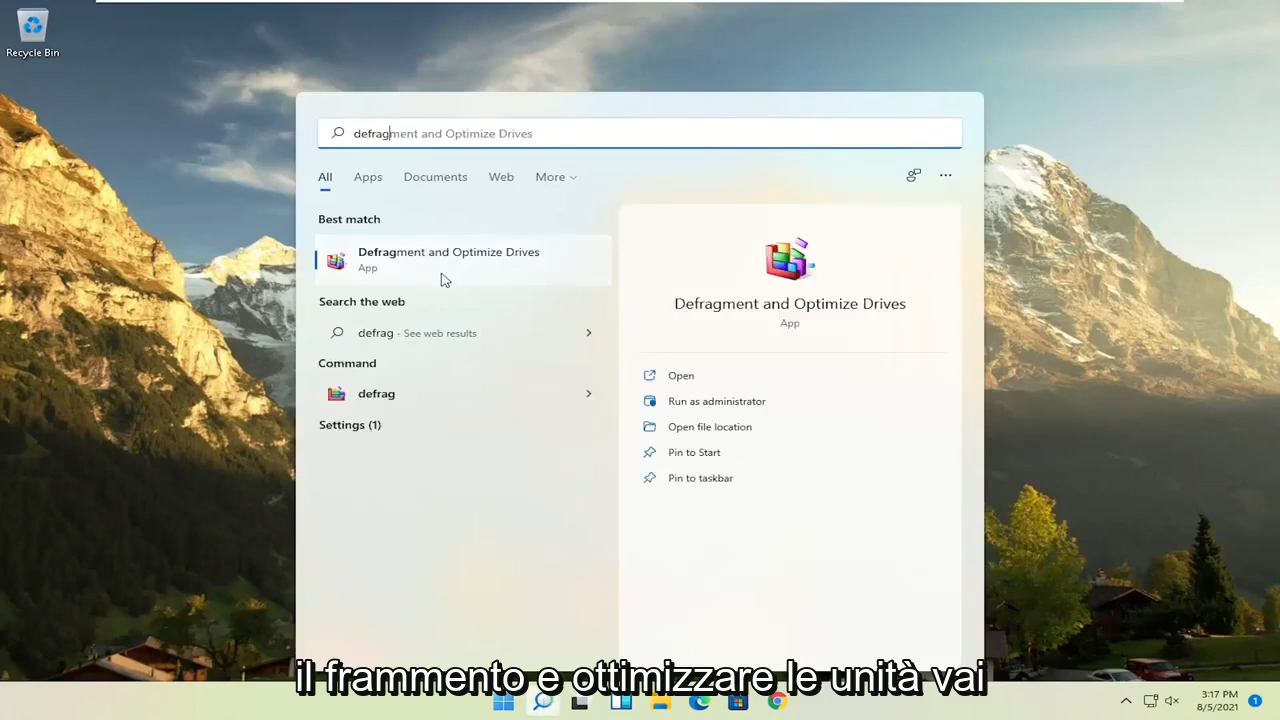 Recycle Bin
defragment and Optimize Drives
All Apps Documents Web More
Best match
Defragment and Optimize Drives
App
Search the web
defrag - See web results
Command
defrag
Settings (1)
Defragment and Optimize Drives
App
Open
Run as administrator
Open file location
Pin to Start
Pin to taskbar
il frammento e ottimizzare le unità vai
3:17 PM
8/5/2021
1